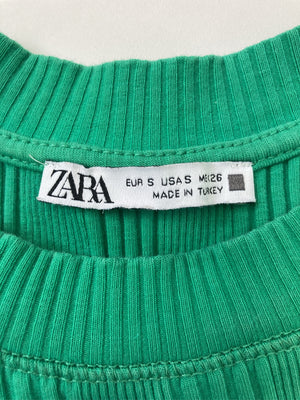 ZARA
EUR S USA S MEX 26
MADE IN TURKEY